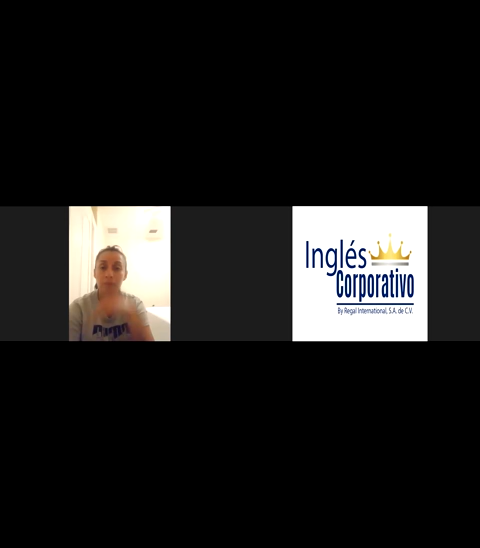 Inglés
Corporativo
By Regal International, S.A. de C.V.